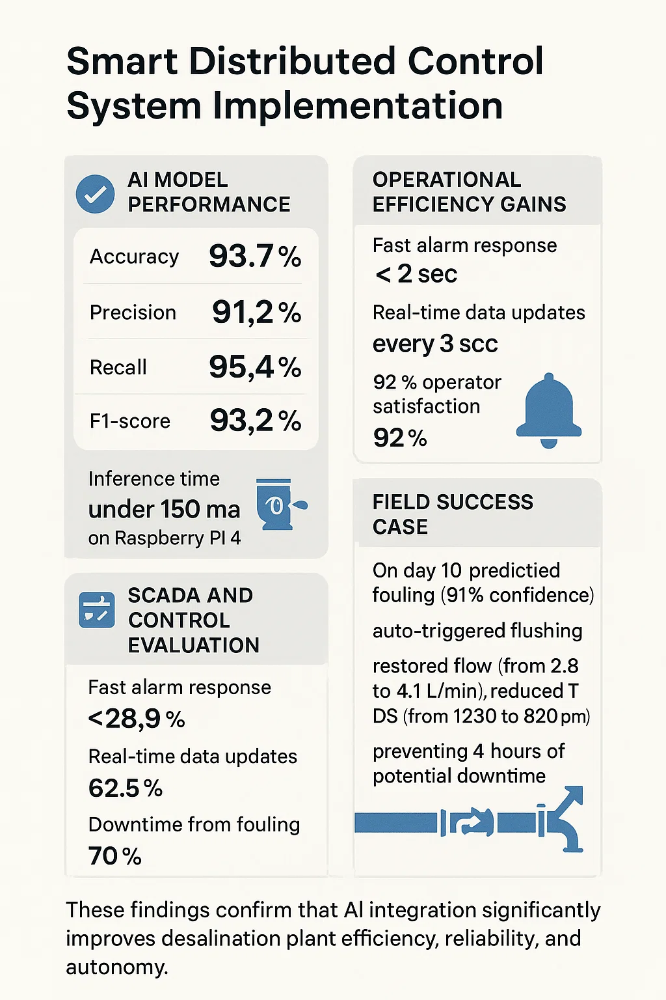 Smart Distributed Control
System Implementation
AI MODEL
PERFORMANCE
Accuracy 93.7 %
Precision 91,2 %
Recall 95,4 %
F1-score 93,2 %
Inference time
under 150 ma
on Raspberry PI 4
SCADA AND
CONTROL
EVALUATION
Fast alarm response
<28,9 %
Real-time data updates
62.5 %
Downtime from fouling
70 %
OPERATIONAL
EFFICIENCY GAINS
Fast alarm response
< 2 sec
Real-time data updates
every 3 scc
92 % operator
satisfaction
92 %
FIELD SUCCESS
CASE
On day 10 predictied
fouling (91% confidence)
auto-triggered flushing
restored flow (from 2.8
to 4.1 L/min), reduced T
DS (from 1230 to 820 pm)
preventing 4 hours of
potential downtime
These findings confirm that AI integration significantly
improves desalination plant efficiency, reliability, and
autonomy.